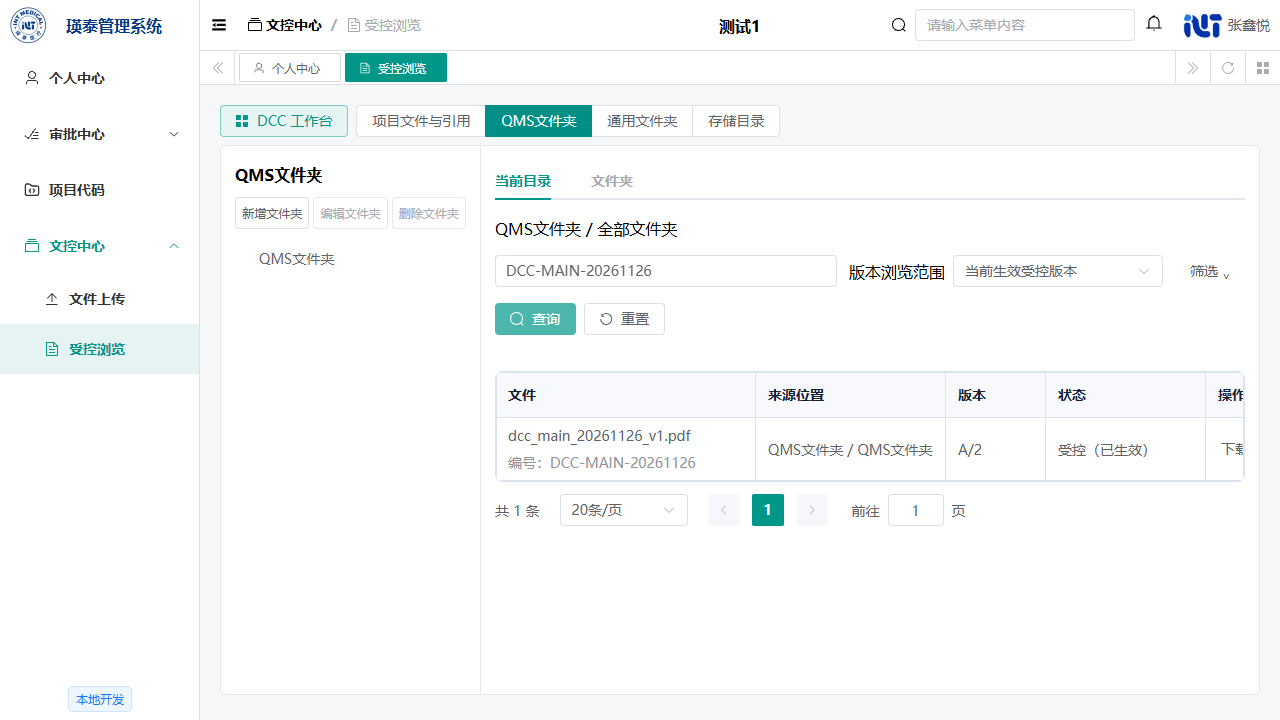 瑛泰管理系统
文控中心 / 受控浏览
测试1
请输入菜单内容
张鑫悦
个人中心
审批中心
项目代码
文控中心
文件上传
受控浏览
本地开发
个人中心
受控浏览
DCC 工作台
项目文件与引用
QMS文件夹
通用文件夹
存储目录
QMS文件夹
新增文件夹
编辑文件夹
删除文件夹
QMS文件夹
当前目录
文件夹
QMS文件夹 / 全部文件夹
DCC-MAIN-20261126
版本浏览范围
当前生效受控版本
筛选
查询
重置
文件 来源位置 版本 状态 操作
dcc_main_20261126_v1.pdf
编号：DCC-MAIN-20261126
QMS文件夹 / QMS文件夹
A/2
受控（已生效）
下载
共 1 条
20条/页
1
前往 1 页